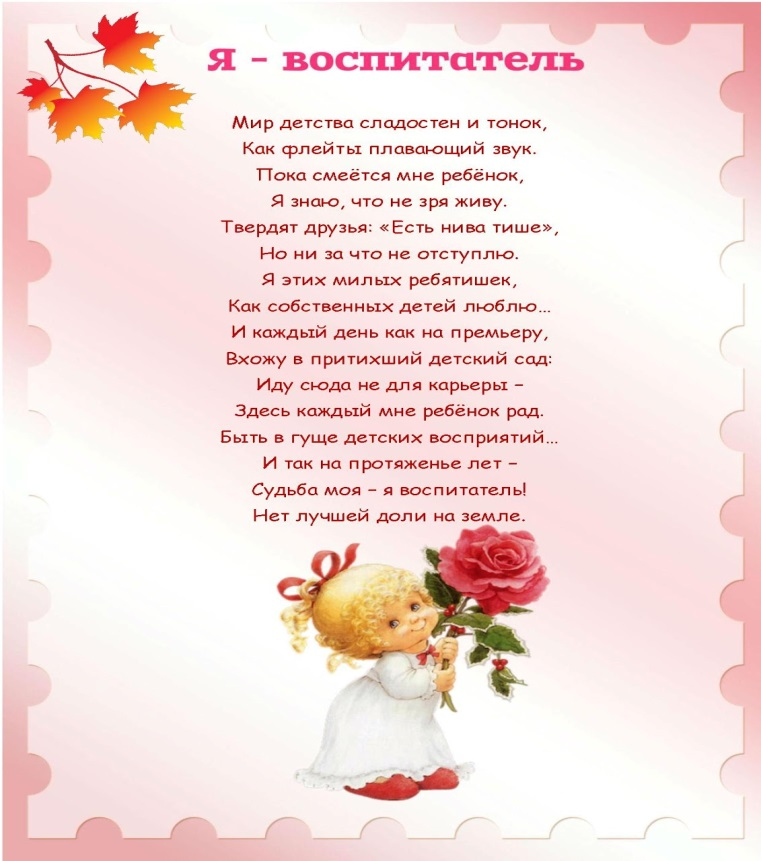 Я - воспитатель
Мир детства сладостен и тонок,
Как флейты плавающий звук.
Пока смеётся мне ребёнок,
Я знаю, что не зря живу.
Твердят друзья: «Есть нива тише»,
Но ни за что не отступлю.
Я этих милых ребятишек,
Как собственных детей люблю…
И каждый день как на премьеру,
Вхожу в притихший детский сад:
Иду сюда не для карьеры –
Здесь каждый мне ребёнок рад.
Быть в гуще детских восприятий…
И так на протяженье лет –
Судьба моя – я воспитатель!
Нет лучшей доли на земле.